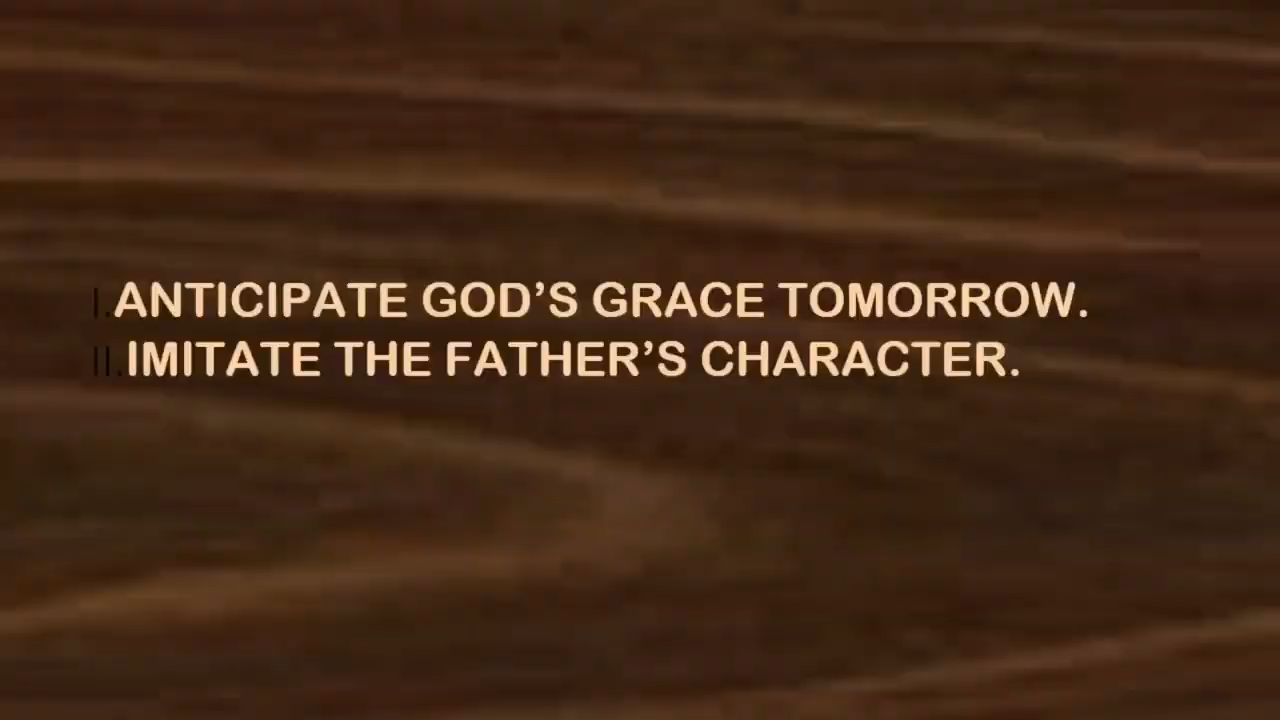 I.ANTICIPATE GOD’S GRACE TOMORROW.
II.IMITATE THE FATHER’S CHARACTER.